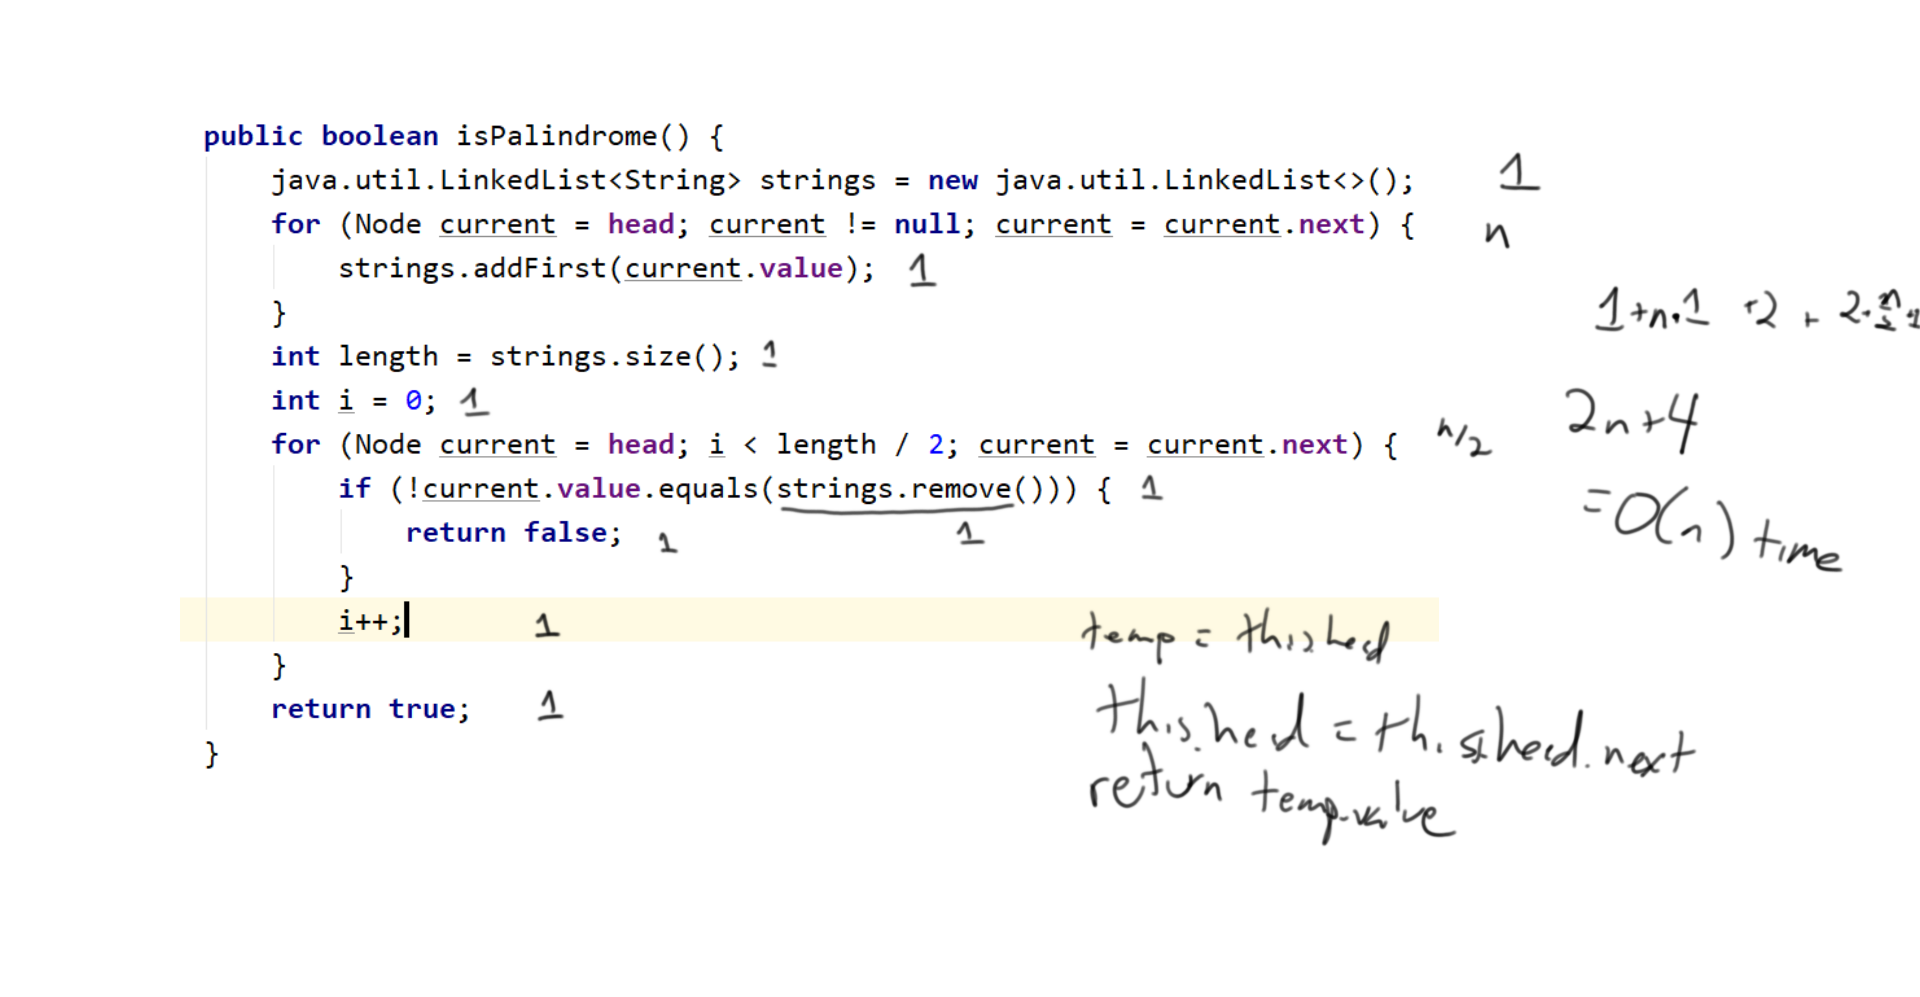 public boolean isPalindrome() {
java.util.LinkedList<String> strings = new java.util.LinkedList<>(); 1
for (Node current = head; current != null; current = current.next) { n
strings.addFirst(current.value); 1
}
1+n·1 +2 + 2·n/2+1
int length = strings.size(); 1
int i = 0; 1
2n+4
for (Node current = head; i < length / 2; current = current.next) { n/2
if (!current.value.equals(strings.remove())) { 1
=O(n) time
return false; 1 1
}
i++; 1
temp = this.head
}
return true; 1
this.head = this.head.next
}
return temp.value